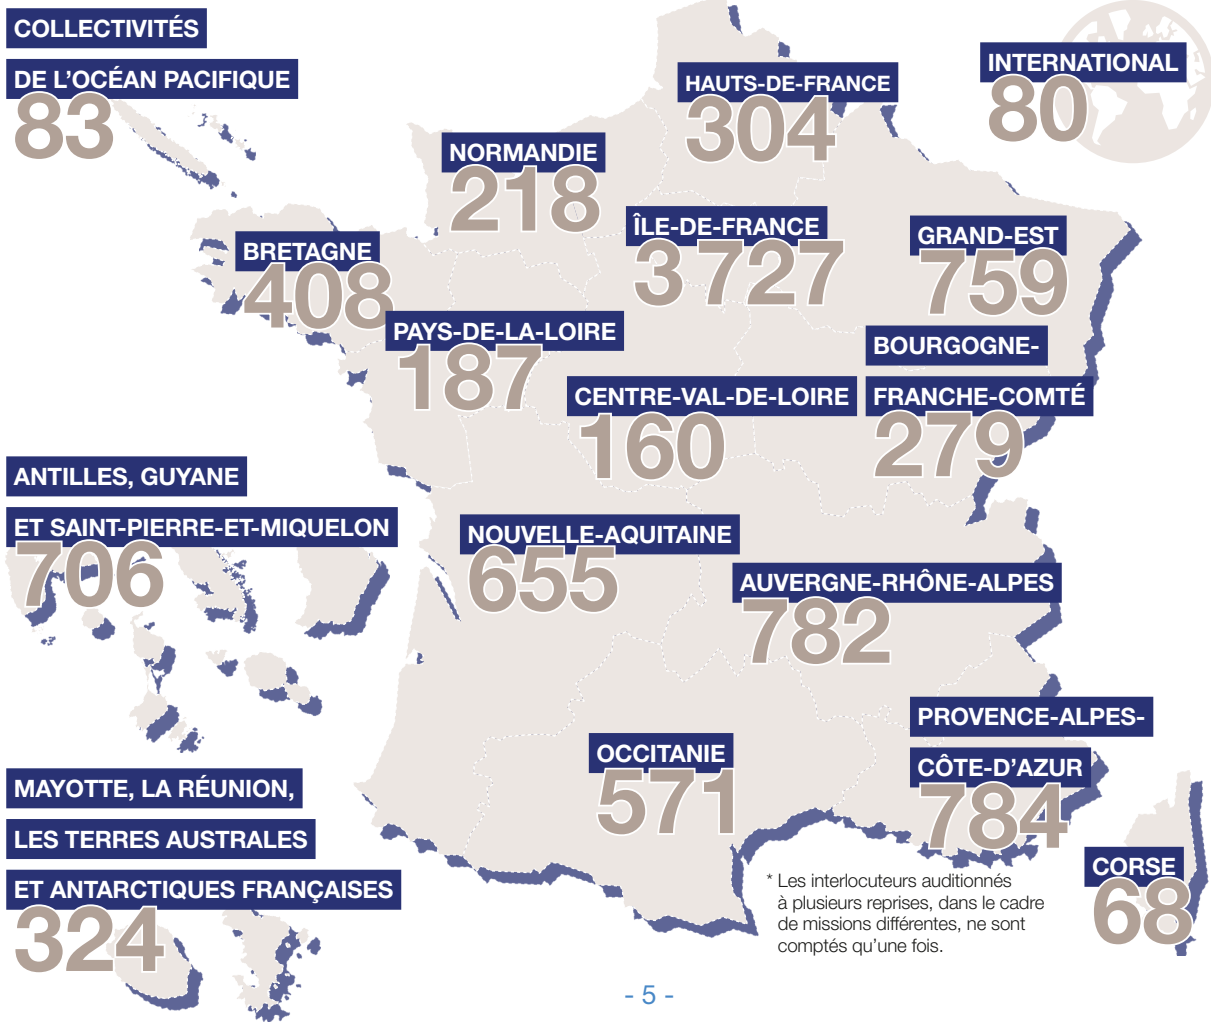 COLLECTIVITÉS
DE L'OCÉAN PACIFIQUE
83
HAUTS-DE-FRANCE
304
INTERNATIONAL
80
NORMANDIE
218
ÎLE-DE-FRANCE
3 727
GRAND-EST
759
BRETAGNE
408
PAYS-DE-LA-LOIRE
187
BOURGOGNE-
FRANCHE-COMTÉ
279
CENTRE-VAL-DE-LOIRE
160
ANTILLES, GUYANE
ET SAINT-PIERRE-ET-MIQUELON
706
NOUVELLE-AQUITAINE
655
AUVERGNE-RHÔNE-ALPES
782
PROVENCE-ALPES-
CÔTE-D'AZUR
784
OCCITANIE
571
MAYOTTE, LA RÉUNION,
LES TERRES AUSTRALES
ET ANTARCTIQUES FRANÇAISES
324
CORSE
68
* Les interlocuteurs auditionnés
à plusieurs reprises, dans le cadre
de missions différentes, ne sont
comptés qu'une fois.
- 5 -